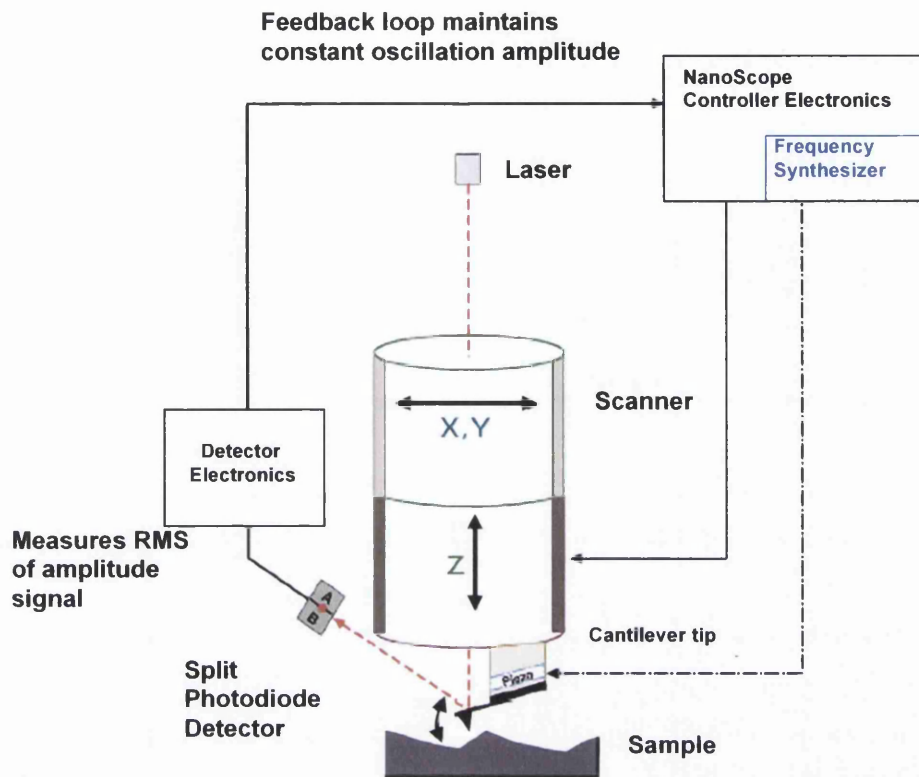 Feedback loop maintains
constant oscillation amplitude
NanoScope
Controller Electronics
Frequency
Synthesizer
Laser
Scanner
X,Y
Detector
Electronics
Z
Measures RMS
of amplitude
signal
A
B
Cantilever tip
Piezo
Split
Photodiode
Detector
Sample